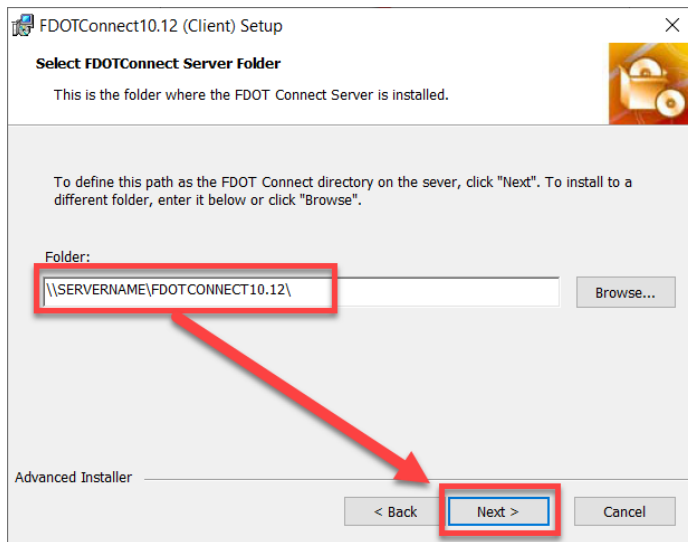 FDOTConnect10.12 (Client) Setup
Select FDOTConnect Server Folder
This is the folder where the FDOT Connect Server is installed.
To define this path as the FDOT Connect directory on the sever, click "Next". To install to a
different folder, enter it below or click "Browse".
Folder:
\\SERVERNAME\FDOTCONNECT10.12\
Browse...
Advanced Installer
< Back
Next >
Cancel